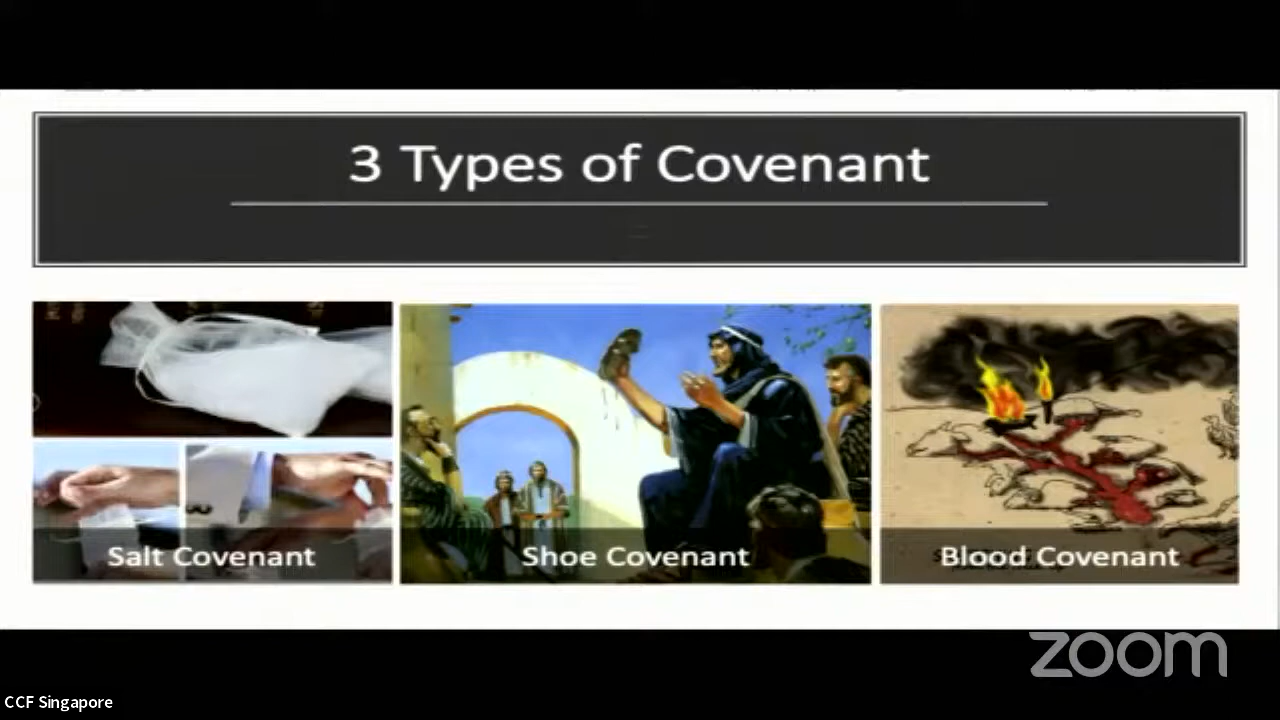 3 Types of Covenant
Salt Covenant
Shoe Covenant
Blood Covenant
zoom
CCF Singapore